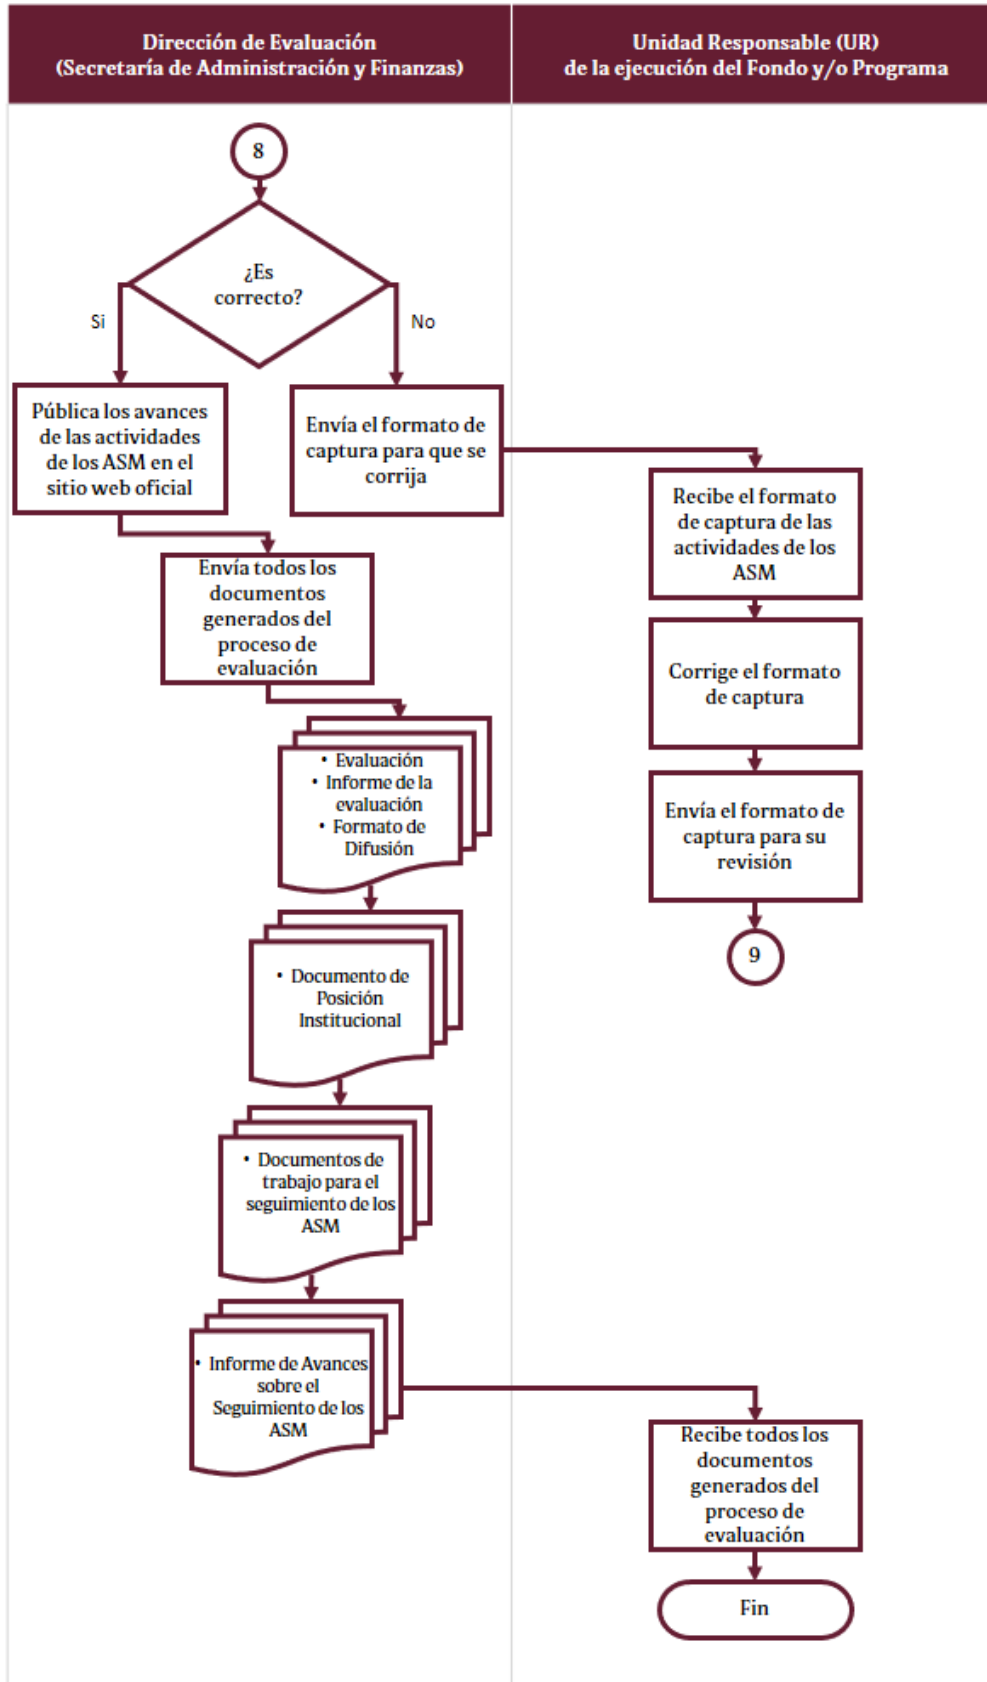 Dirección de Evaluación
(Secretaría de Administración y Finanzas)
Unidad Responsable (UR)
de la ejecución del Fondo y/o Programa
8
¿Es
correcto?
Si
No
Pública los avances
de las actividades
de los ASM en el
sitio web oficial
Envía el formato de
captura para que se
corrija
Recibe el formato
de captura de las
actividades de los
ASM
Envía todos los
documentos
generados del
proceso de
evaluación
Corrige el formato
de captura
• Evaluación
• Informe de la
evaluación
• Formato de
Difusión
Envía el formato de
captura para su
revisión
9
• Documento de
Posición
Institucional
• Documentos de
trabajo para el
seguimiento de los
ASM
• Informe de Avances
sobre el
Seguimiento de los
ASM
Recibe todos los
documentos
generados del
proceso de
evaluación
Fin